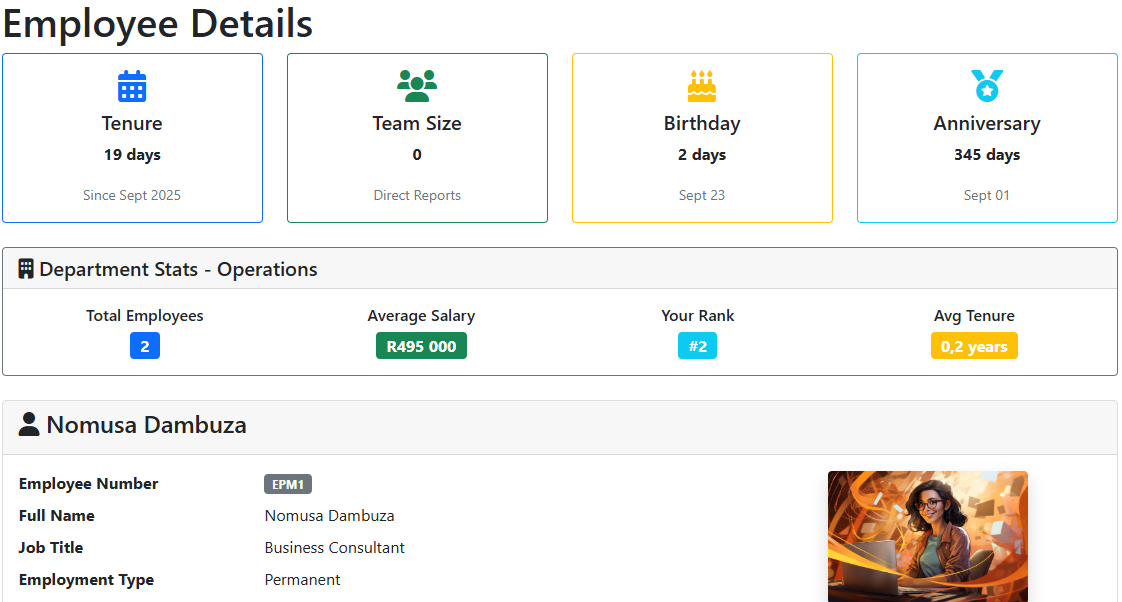 Employee Details
Tenure
19 days
Since Sept 2025
Team Size
0
Direct Reports
Birthday
2 days
Sept 23
Anniversary
345 days
Sept 01
Department Stats - Operations
Total Employees
2
Average Salary
R495 000
Your Rank
#2
Avg Tenure
0,2 years
Nomusa Dambuza
Employee Number EPM1
Full Name Nomusa Dambuza
Job Title Business Consultant
Employment Type Permanent